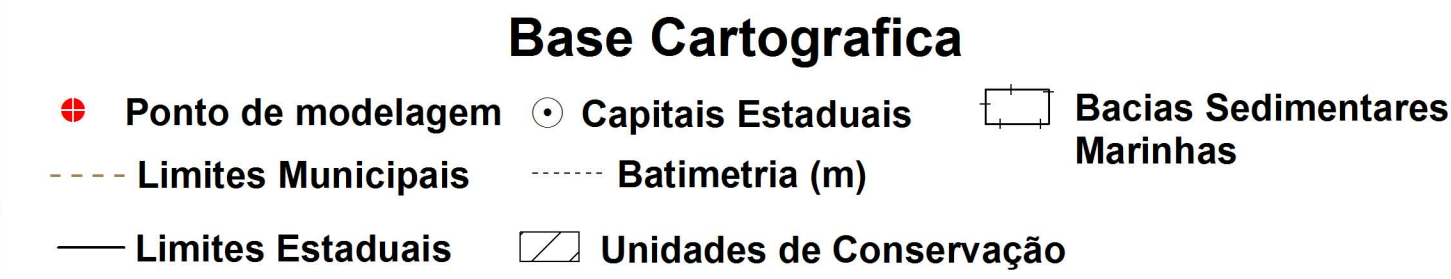 Base Cartografica
Ponto de modelagem
Capitais Estaduais
Bacias Sedimentares
Marinhas
Limites Municipais
Batimetria (m)
Limites Estaduais
Unidades de Conservação